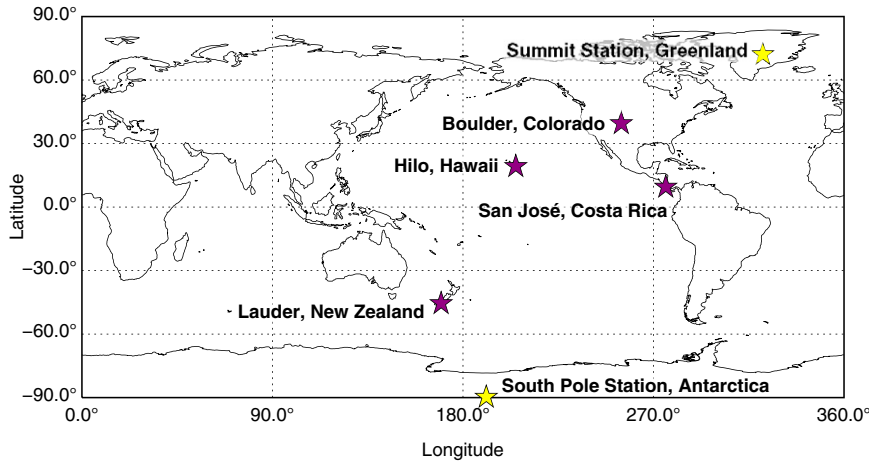 90.0°
Summit Station, Greenland
60.0°
Boulder, Colorado
30.0°
Hilo, Hawaii
Latitude
0.0°
San José, Costa Rica
−30.0°
Lauder, New Zealand
−60.0°
South Pole Station, Antarctica
−90.0°
0.0°
90.0°
180.0°
270.0°
360.0°
Longitude